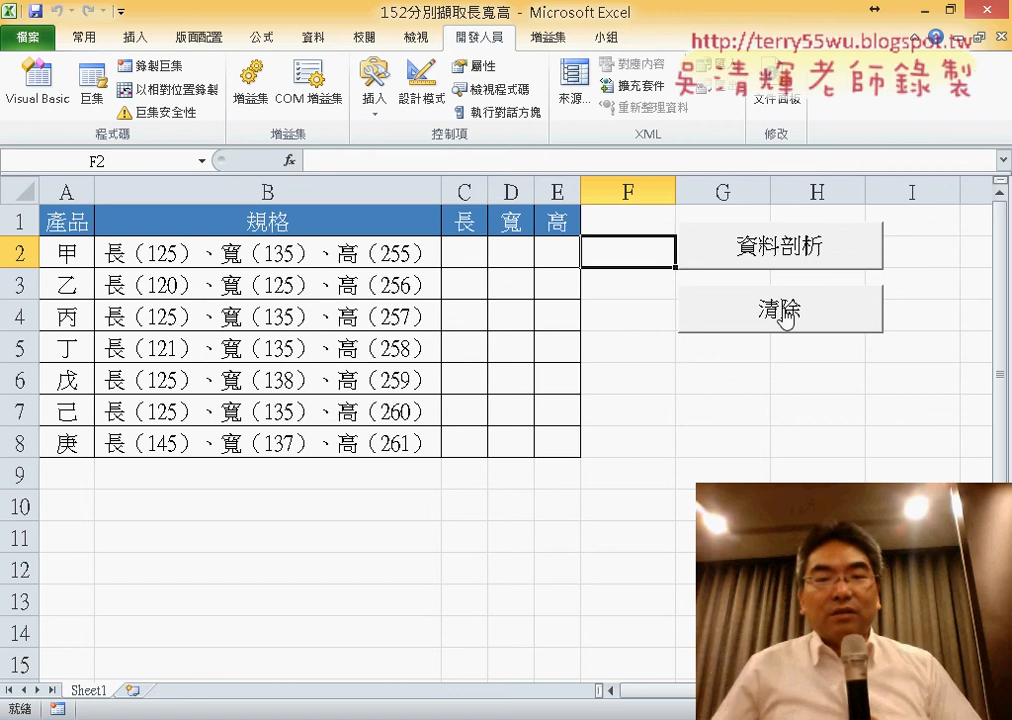 152分別擷取長寬高 - Microsoft Excel
http://terry55wu.blogspot.tw
吳清輝老師錄製
檔案 常用 插入 版面配置 公式 資料 校閱 檢視 開發人員 增益集 小組
Visual Basic 巨集 錄製巨集 以相對位置錄製 巨集安全性 程式碼
增益集 COM 增益集 增益集
插入 設計模式 屬性 檢視程式碼 執行對話方塊 控制項
來源... 對應內容 擴充套件 重新整理資料 XML
文件面板 修改
F2 fx
A B C D E F G H I
1 產品 規格 長 寬 高
2 甲 長（125）、寬（135）、高（255）
3 乙 長（120）、寬（125）、高（256）
4 丙 長（125）、寬（135）、高（257）
5 丁 長（121）、寬（135）、高（258）
6 戊 長（125）、寬（138）、高（259）
7 己 長（125）、寬（135）、高（260）
8 庚 長（145）、寬（137）、高（261）
資料剖析
清除
9
10
11
12
13
14
15
Sheet1
就緒